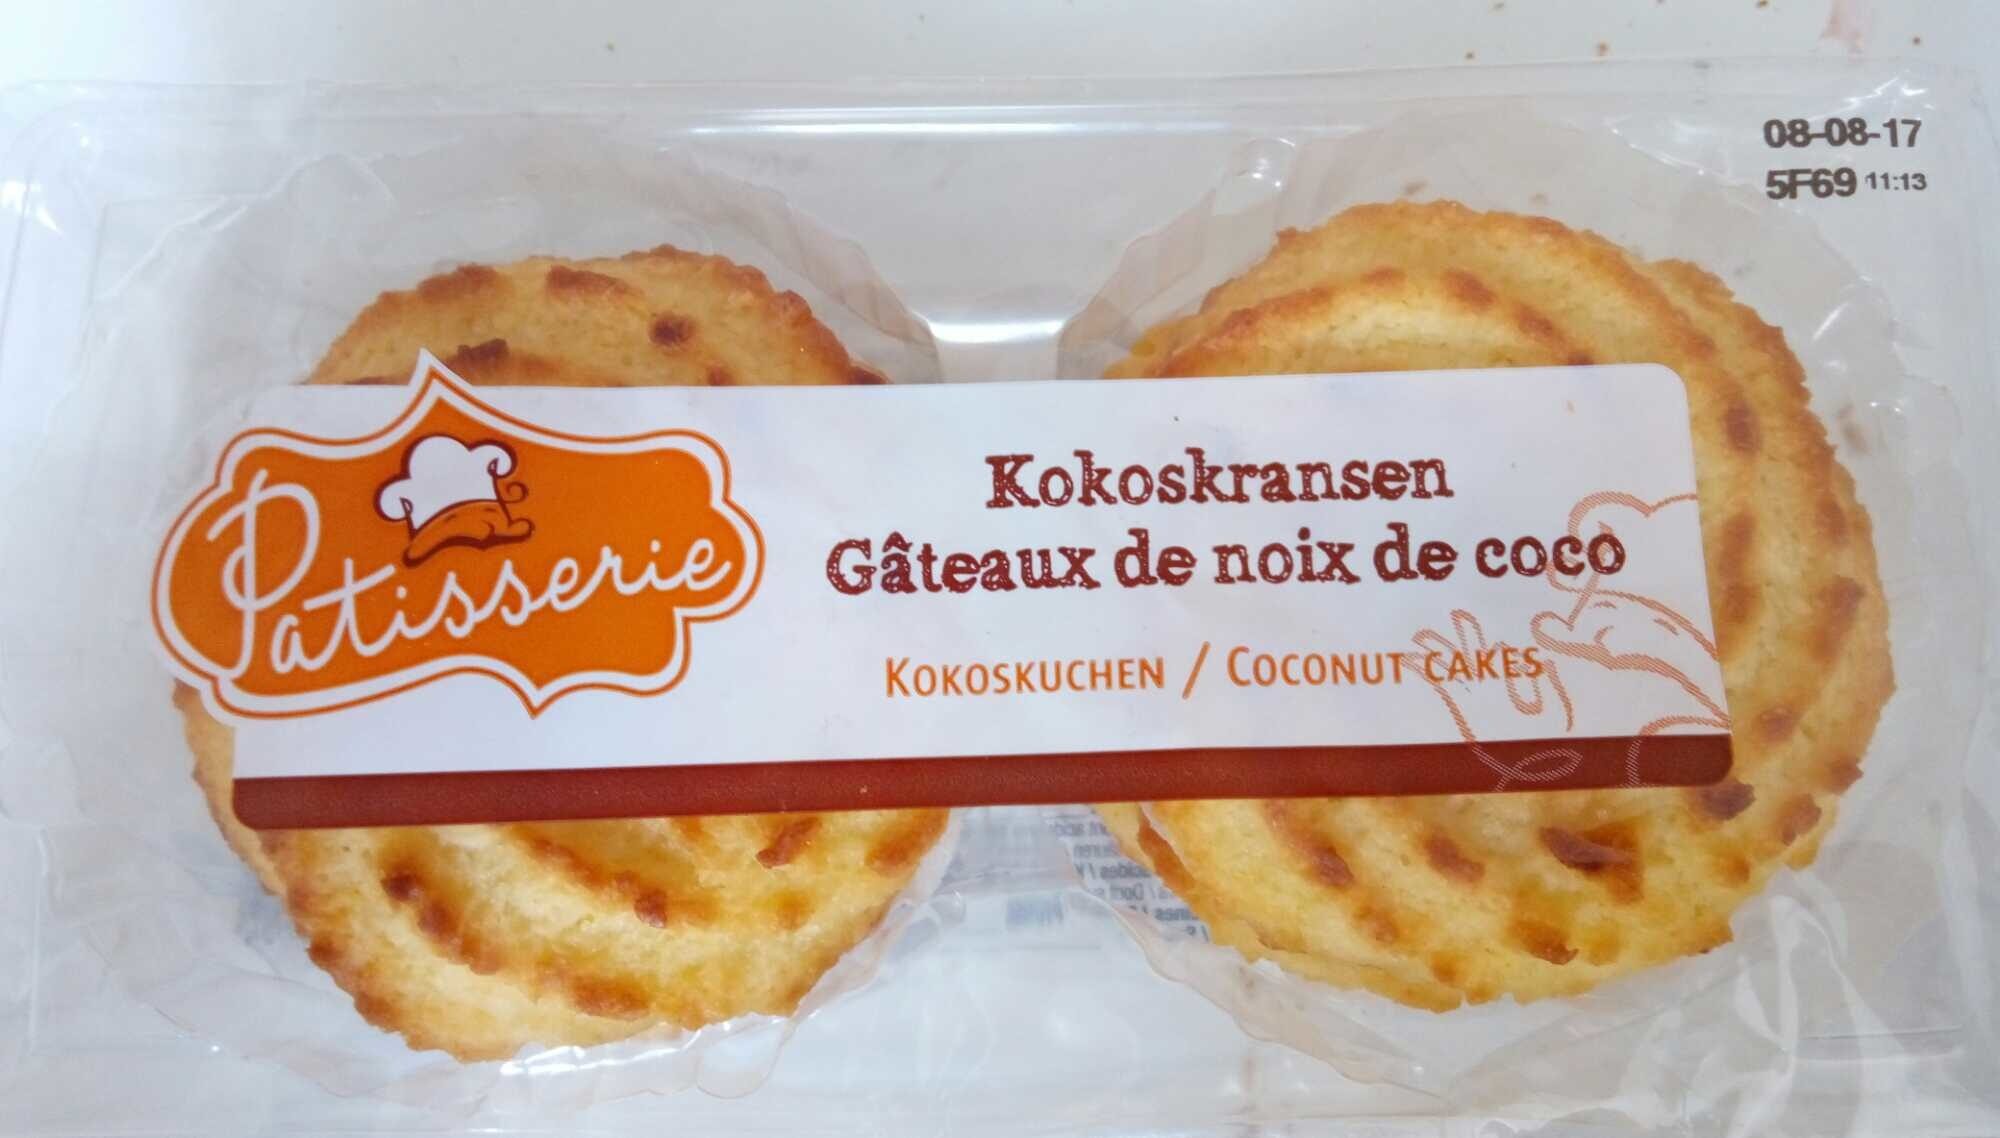 08-08-17
5F69 11:13
Patisserie
Kokoskransen
Gâteaux de noix de coco
KOKOSKUCHEN / COCONUT CAKES